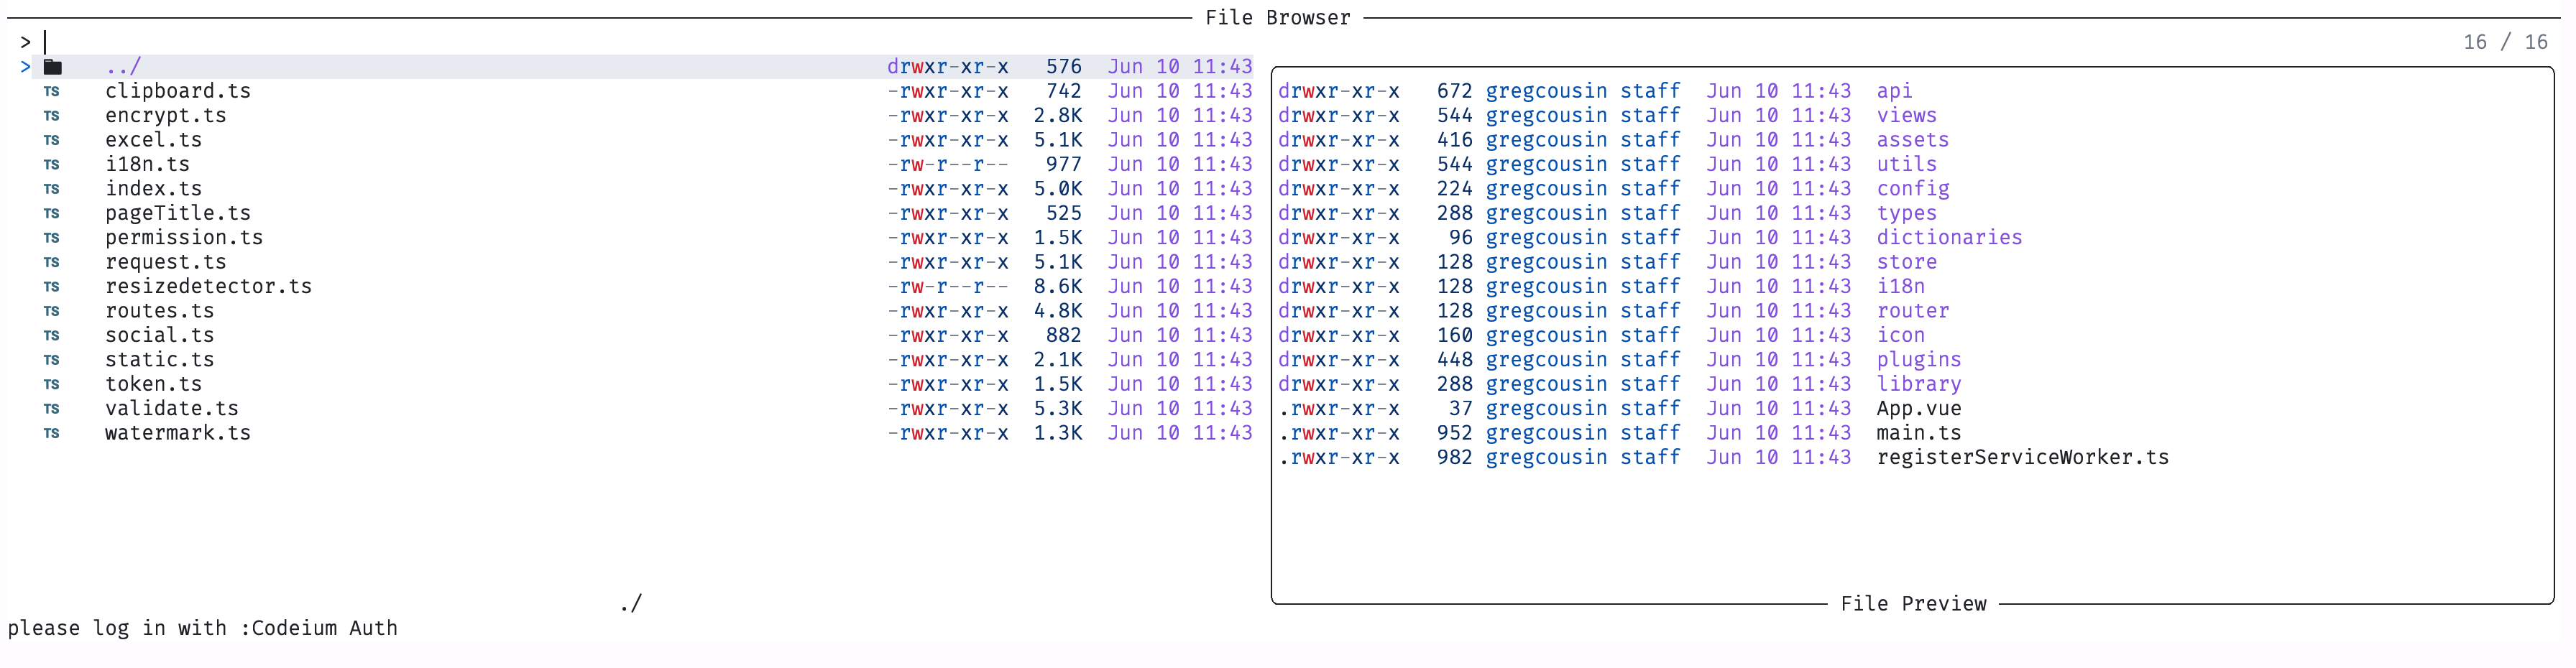 File Browser
>
16 / 16
> ../ drwxr-xr-x 576 Jun 10 11:43
TS clipboard.ts -rwxr-xr-x 742 Jun 10 11:43
TS encrypt.ts -rwxr-xr-x 2.8K Jun 10 11:43
TS excel.ts -rwxr-xr-x 5.1K Jun 10 11:43
TS i18n.ts -rw-r--r-- 977 Jun 10 11:43
TS index.ts -rwxr-xr-x 5.0K Jun 10 11:43
TS pageTitle.ts -rwxr-xr-x 525 Jun 10 11:43
TS permission.ts -rwxr-xr-x 1.5K Jun 10 11:43
TS request.ts -rwxr-xr-x 5.1K Jun 10 11:43
TS resizedetector.ts -rw-r--r-- 8.6K Jun 10 11:43
TS routes.ts -rwxr-xr-x 4.8K Jun 10 11:43
TS social.ts -rwxr-xr-x 882 Jun 10 11:43
TS static.ts -rwxr-xr-x 2.1K Jun 10 11:43
TS token.ts -rwxr-xr-x 1.5K Jun 10 11:43
TS validate.ts -rwxr-xr-x 5.3K Jun 10 11:43
TS watermark.ts -rwxr-xr-x 1.3K Jun 10 11:43
./
drwxr-xr-x 672 gregcousin staff Jun 10 11:43 api
drwxr-xr-x 544 gregcousin staff Jun 10 11:43 views
drwxr-xr-x 416 gregcousin staff Jun 10 11:43 assets
drwxr-xr-x 544 gregcousin staff Jun 10 11:43 utils
drwxr-xr-x 224 gregcousin staff Jun 10 11:43 config
drwxr-xr-x 288 gregcousin staff Jun 10 11:43 types
drwxr-xr-x 96 gregcousin staff Jun 10 11:43 dictionaries
drwxr-xr-x 128 gregcousin staff Jun 10 11:43 store
drwxr-xr-x 128 gregcousin staff Jun 10 11:43 i18n
drwxr-xr-x 128 gregcousin staff Jun 10 11:43 router
drwxr-xr-x 160 gregcousin staff Jun 10 11:43 icon
drwxr-xr-x 448 gregcousin staff Jun 10 11:43 plugins
drwxr-xr-x 288 gregcousin staff Jun 10 11:43 library
.rwxr-xr-x 37 gregcousin staff Jun 10 11:43 App.vue
.rwxr-xr-x 952 gregcousin staff Jun 10 11:43 main.ts
.rwxr-xr-x 982 gregcousin staff Jun 10 11:43 registerServiceWorker.ts
File Preview
please log in with :Codeium Auth